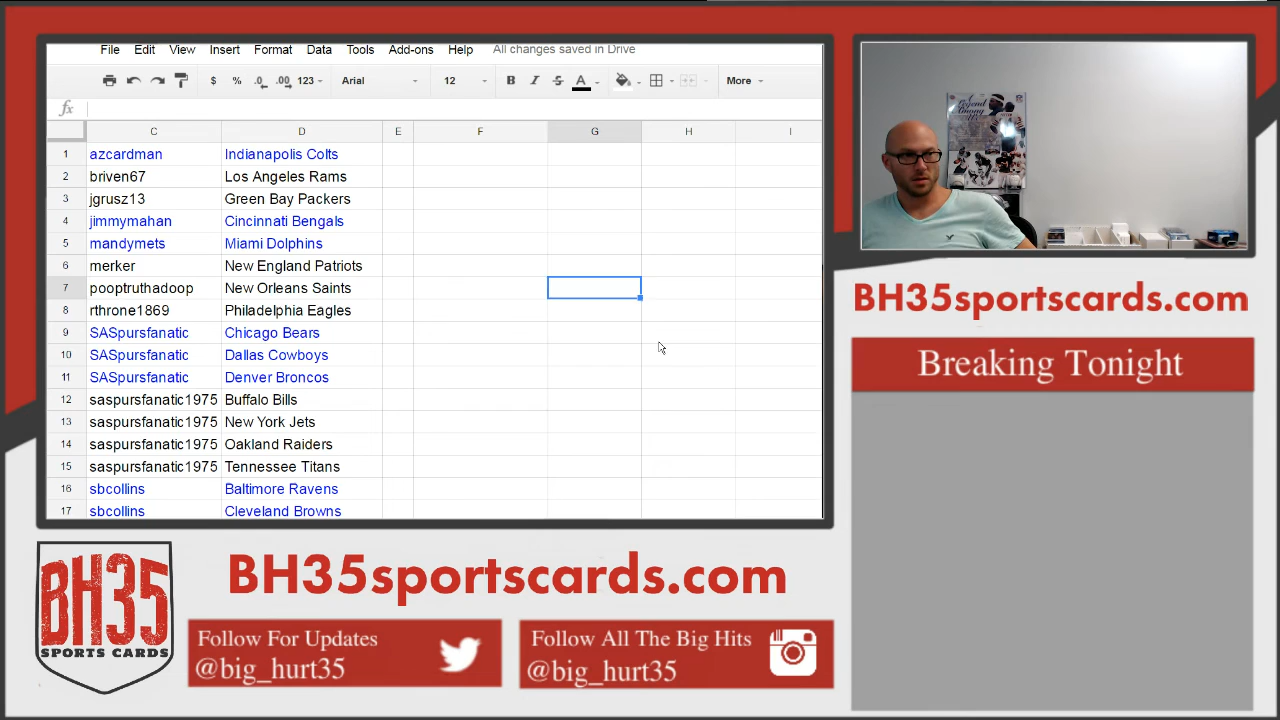 File Edit View Insert Format Data Tools Add-ons Help All changes saved in Drive
$ % .0 .00 123 Arial 12 B I S A More
fx
C D E F G H I
1 azcardman Indianapolis Colts
2 briven67 Los Angeles Rams
3 jgrusz13 Green Bay Packers
4 jimmymahan Cincinnati Bengals
5 mandymets Miami Dolphins
6 merker New England Patriots
7 pooptruthadoop New Orleans Saints
8 rthrone1869 Philadelphia Eagles
9 SASpursfanatic Chicago Bears
10 SASpursfanatic Dallas Cowboys
11 SASpursfanatic Denver Broncos
12 saspursfanatic1975 Buffalo Bills
13 saspursfanatic1975 New York Jets
14 saspursfanatic1975 Oakland Raiders
15 saspursfanatic1975 Tennessee Titans
16 sbcollins Baltimore Ravens
17 sbcollins Cleveland Browns
BH35sportscards.com
Breaking Tonight
BH35
SPORTS CARDS
BH35sportscards.com
Follow For Updates
@big_hurt35
Follow All The Big Hits
@big_hurt35